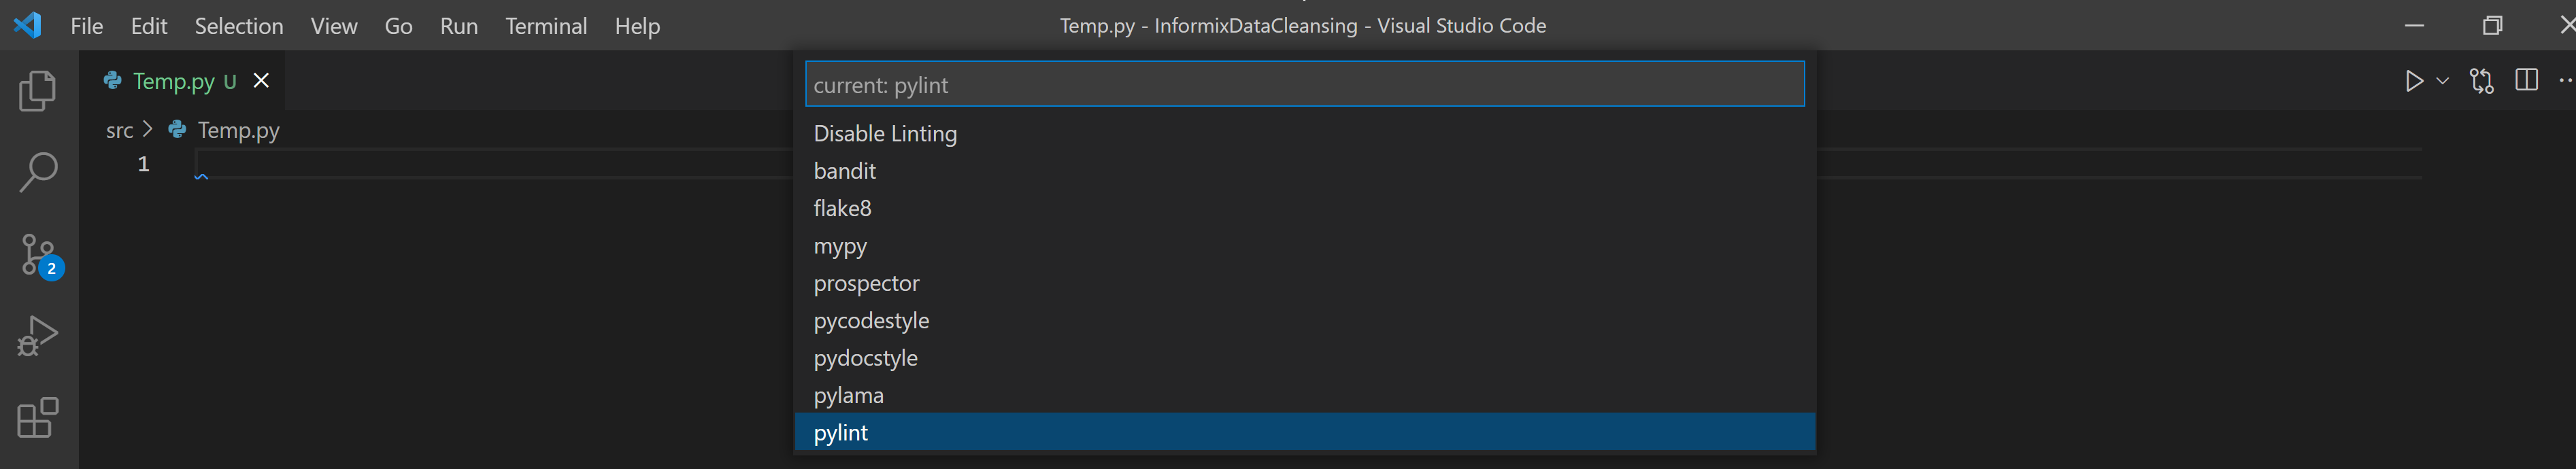 File Edit Selection View Go Run Terminal Help Temp.py - InformixDataCleansing - Visual Studio Code
Temp.py U
current: pylint
src > Temp.py
Disable Linting
1
bandit
flake8
mypy
2
prospector
pycodestyle
pydocstyle
pylama
pylint